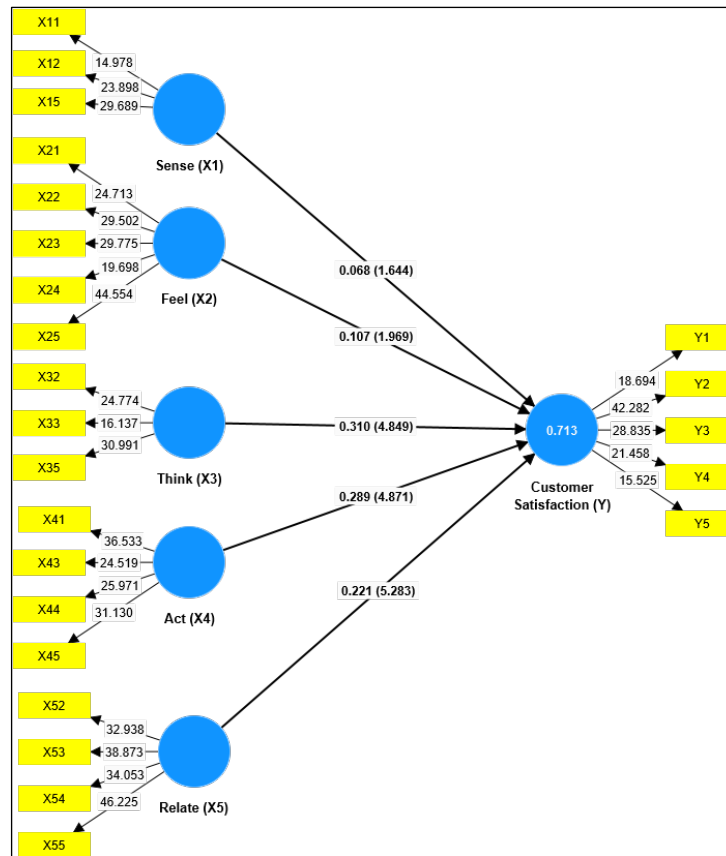 X11
14.978
X12
23.898
X15
29.689
Sense (X1)
X21
24.713
X22
29.502
X23
29.775
X24
19.698
X25
44.554
Feel (X2)
X32
24.774
X33
16.137
X35
30.991
Think (X3)
X41
36.533
X43
24.519
X44
25.971
X45
31.130
Act (X4)
X52
32.938
X53
38.873
X54
34.053
X55
46.225
Relate (X5)
0.068 (1.644)
0.107 (1.969)
0.310 (4.849)
0.289 (4.871)
0.221 (5.283)
0.713
Customer
Satisfaction (Y)
18.694
Y1
42.282
Y2
28.835
Y3
21.458
Y4
15.525
Y5